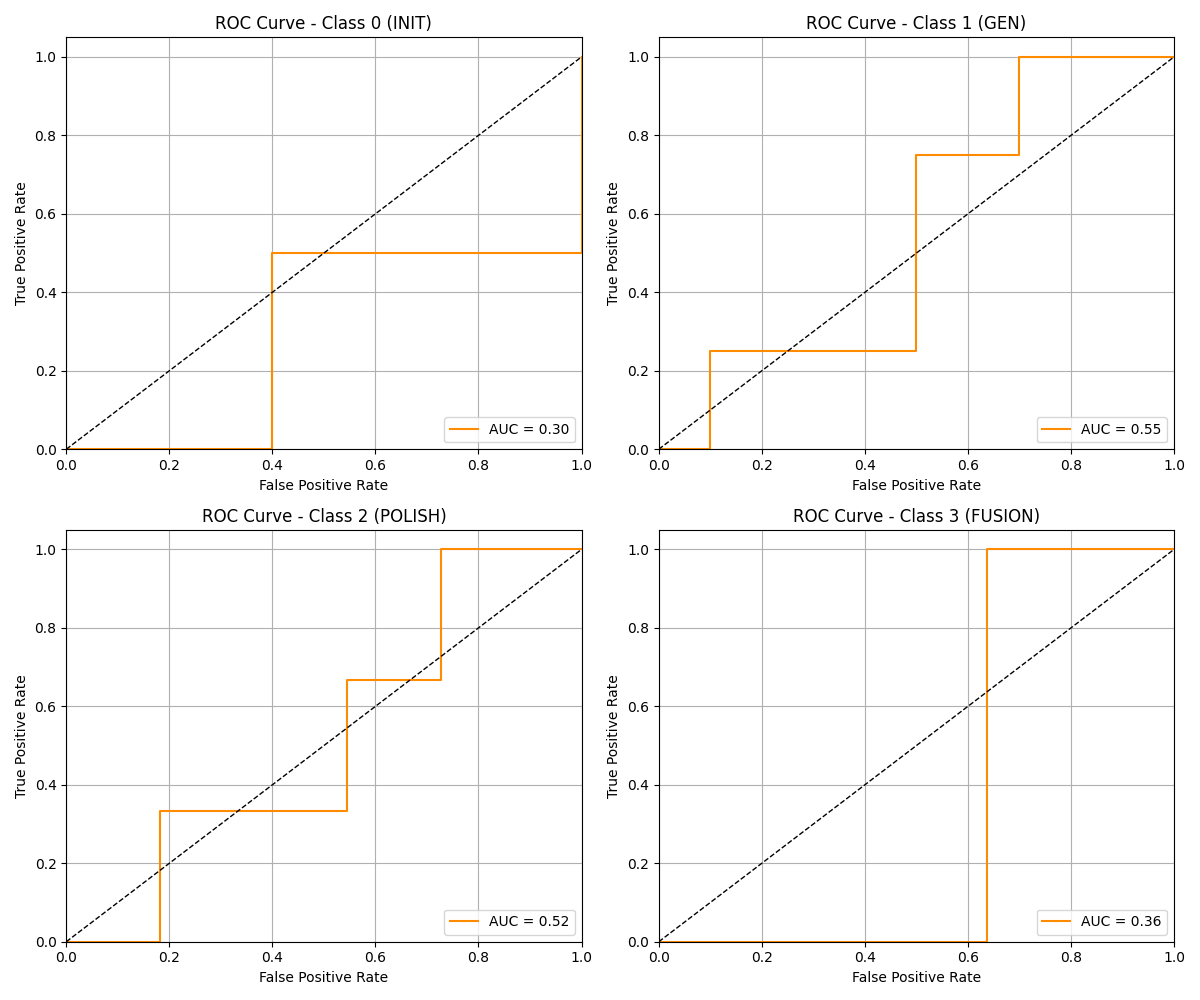 ROC Curve - Class 0 (INIT)
True Positive Rate
1.0
0.8
0.6
0.4
0.2
0.0
0.0 0.2 0.4 0.6 0.8 1.0
False Positive Rate
AUC = 0.30
ROC Curve - Class 1 (GEN)
True Positive Rate
1.0
0.8
0.6
0.4
0.2
0.0
0.0 0.2 0.4 0.6 0.8 1.0
False Positive Rate
AUC = 0.55
ROC Curve - Class 2 (POLISH)
True Positive Rate
1.0
0.8
0.6
0.4
0.2
0.0
0.0 0.2 0.4 0.6 0.8 1.0
False Positive Rate
AUC = 0.52
ROC Curve - Class 3 (FUSION)
True Positive Rate
1.0
0.8
0.6
0.4
0.2
0.0
0.0 0.2 0.4 0.6 0.8 1.0
False Positive Rate
AUC = 0.36